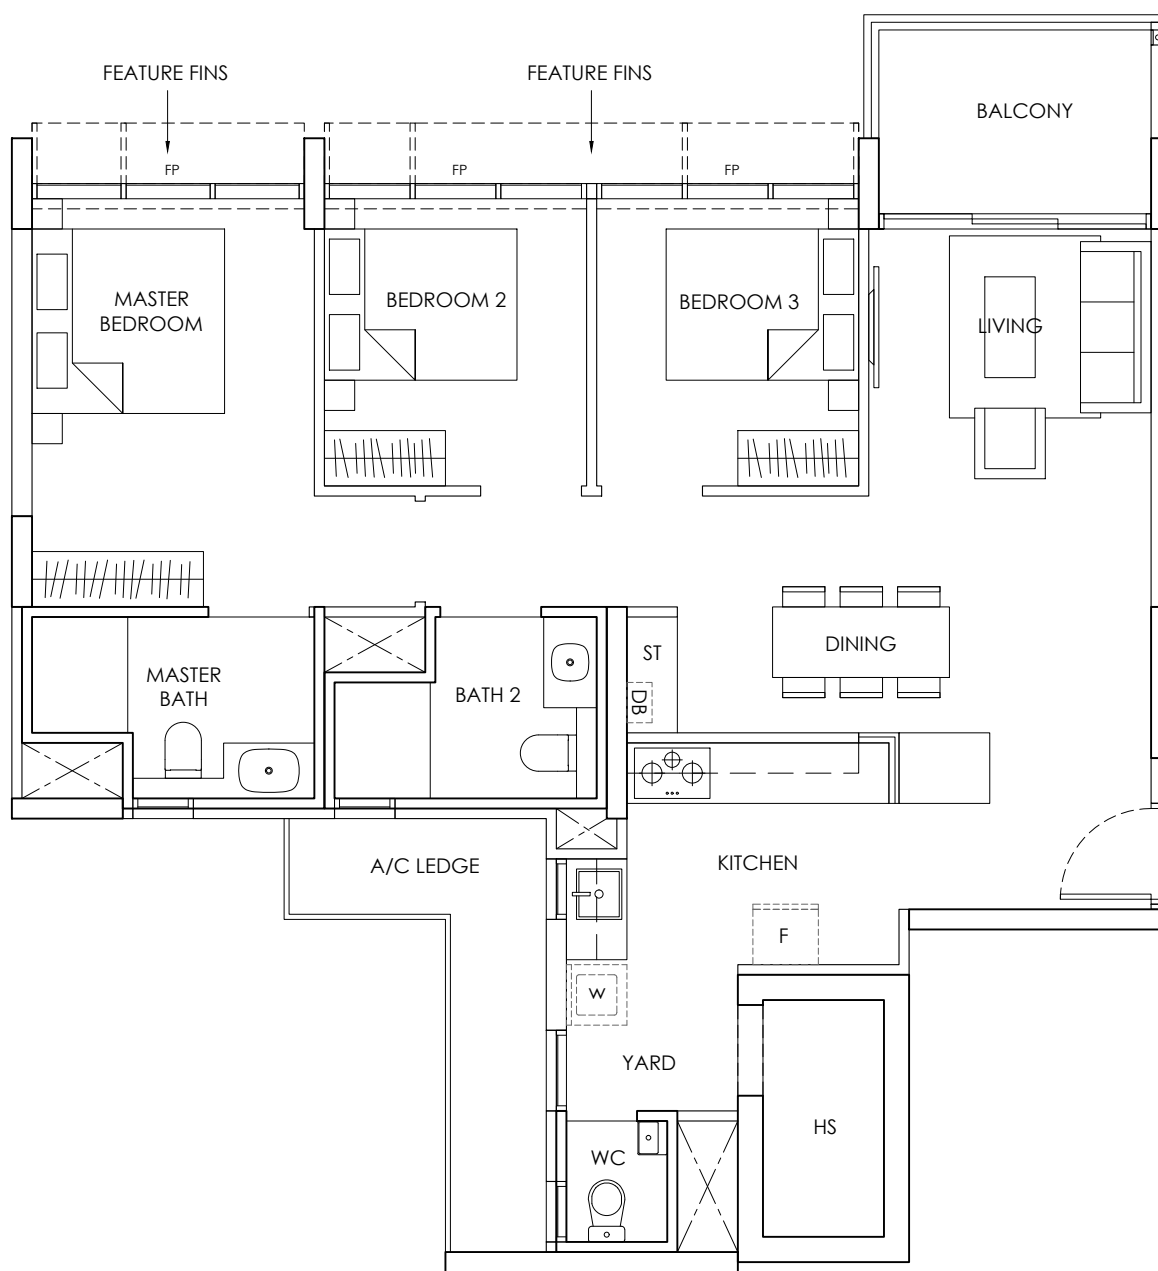 FEATURE FINS
FEATURE FINS
BALCONY
FP
FP
FP
MASTER
BEDROOM
BEDROOM 2
BEDROOM 3
LIVING
DINING
ST
DB
MASTER
BATH
BATH 2
A/C LEDGE
KITCHEN
F
W
YARD
HS
WC